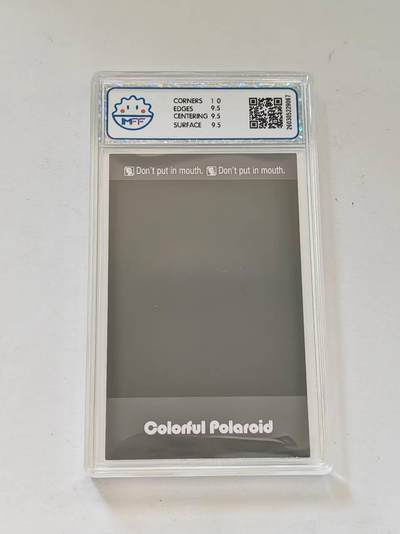 IMFF
CORNERS 10
EDGES 9.5
CENTERING 9.5
SURFACE 9.5
260305229087
Don't put in mouth. Don't put in mouth.
Colorful Polaroid